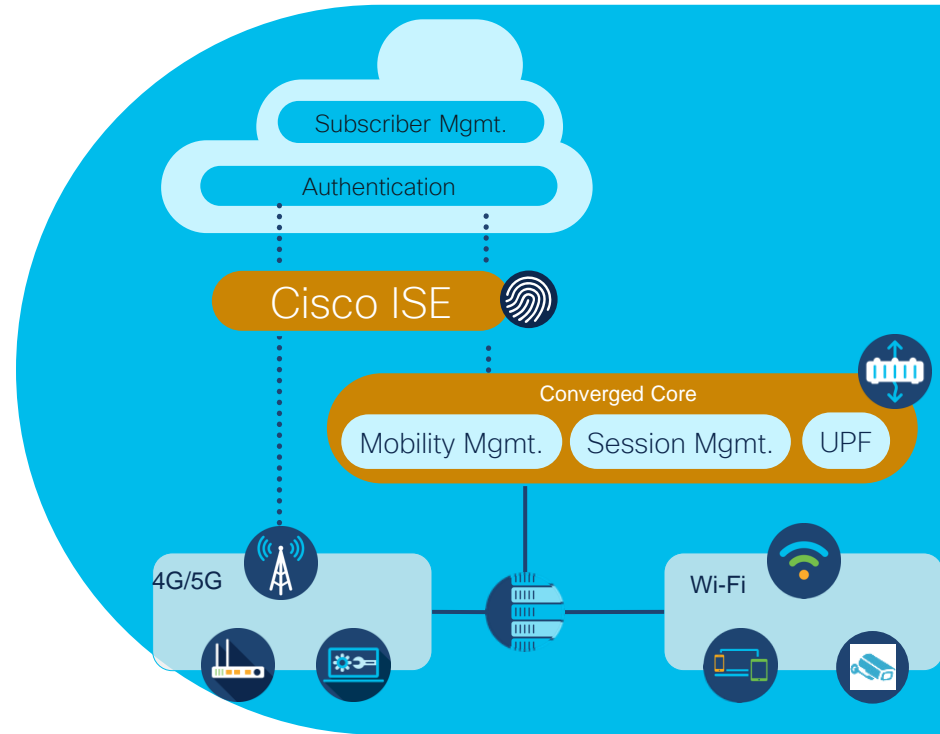 Subscriber Mgmt.
Authentication
Cisco ISE
Converged Core
Mobility Mgmt.
Session Mgmt.
UPF
4G/5G
Wi-Fi